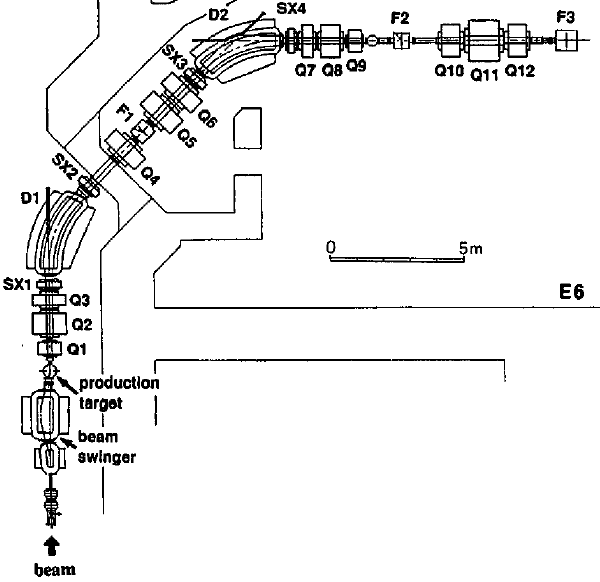 D2
SX4
F2
F3
SX3
Q7 Q8 Q9
Q10
Q11
Q12
Q6
F1
Q5
Q4
SX2
D1
0
5m
SX1
Q3
E6
Q2
Q1
production
target
beam
swinger
beam